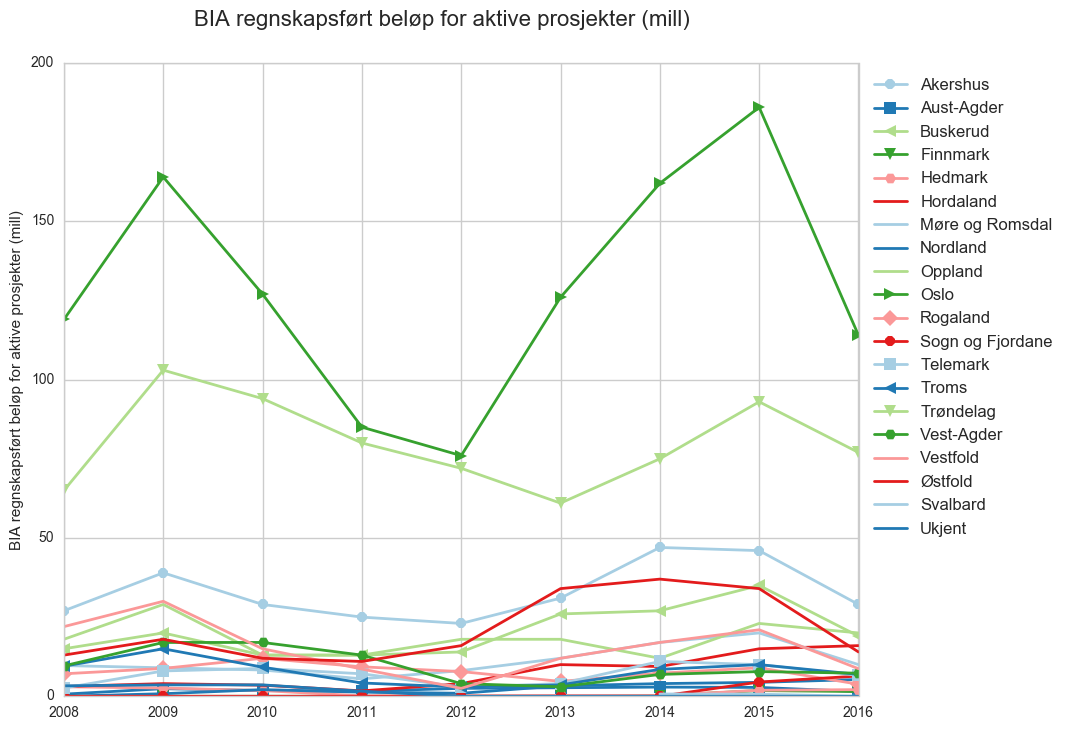 BIA regnskapsført beløp for aktive prosjekter (mill)
BIA regnskapsført beløp for aktive prosjekter (mill)
200
150
100
50
0
2008 2009 2010 2011 2012 2013 2014 2015 2016
Akershus
Aust-Agder
Buskerud
Finnmark
Hedmark
Hordaland
Møre og Romsdal
Nordland
Oppland
Oslo
Rogaland
Sogn og Fjordane
Telemark
Troms
Trøndelag
Vest-Agder
Vestfold
Østfold
Svalbard
Ukjent